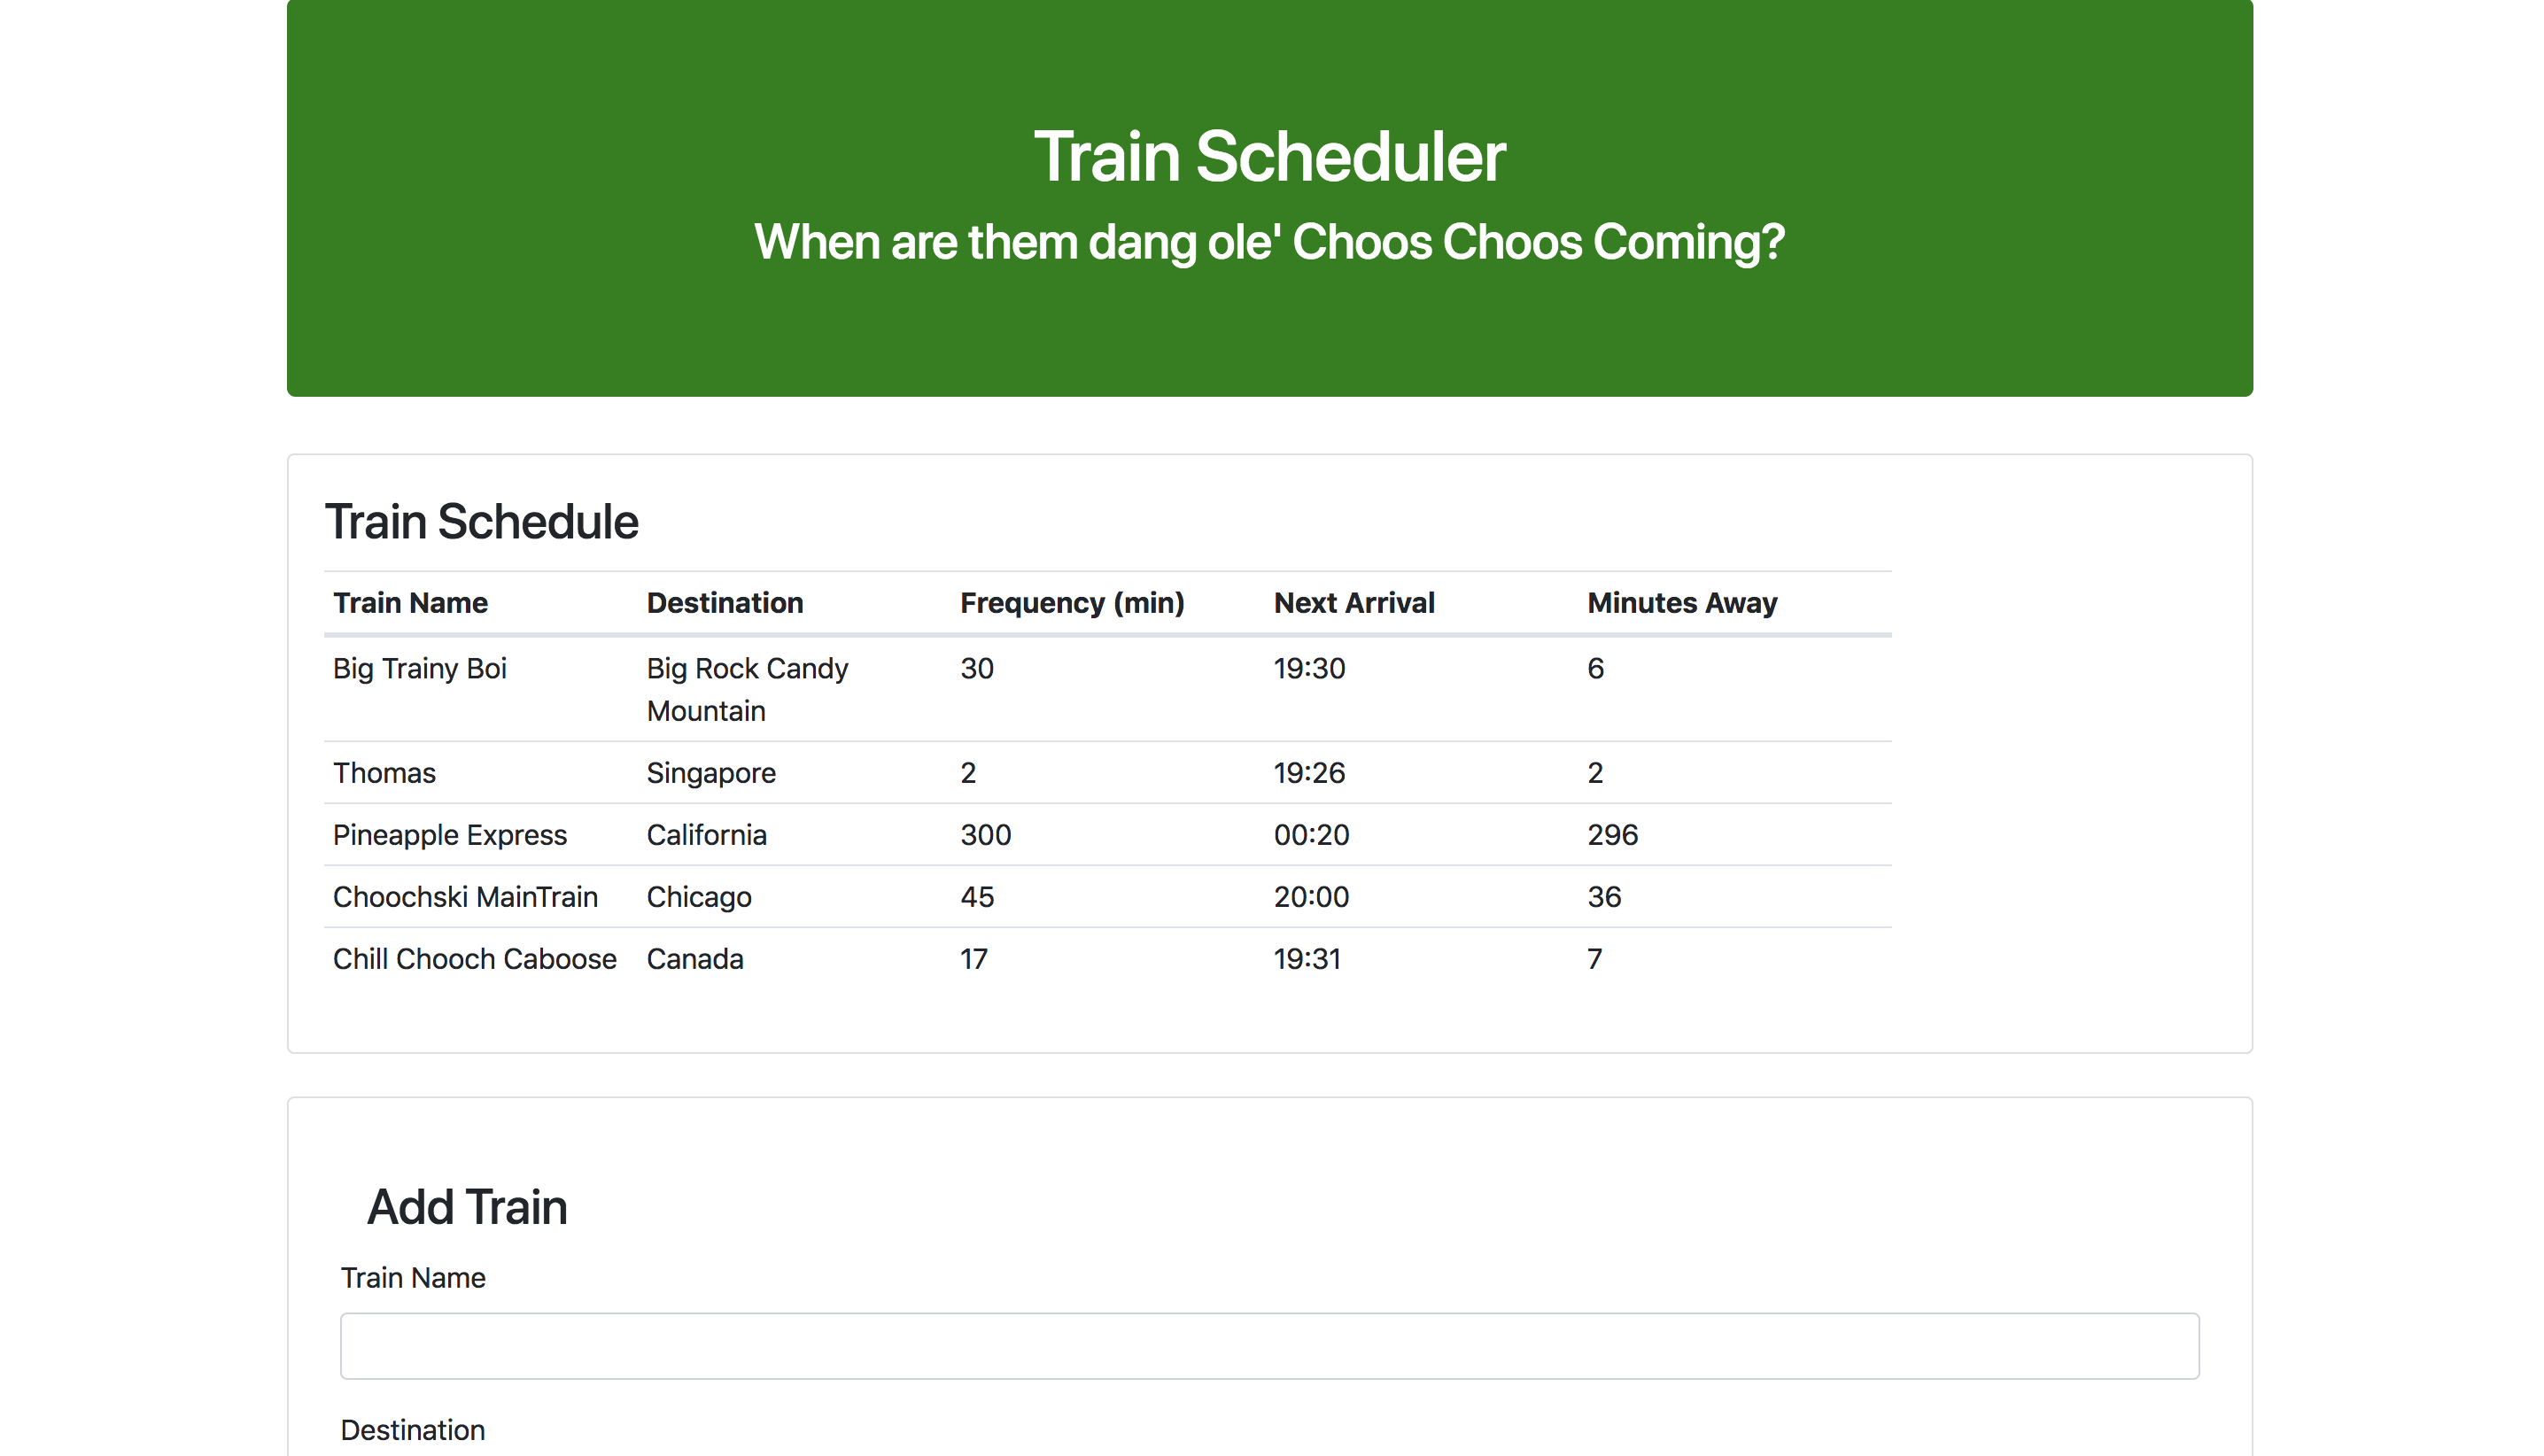 Train Scheduler
When are them dang ole' Choos Choos Coming?
Train Schedule
Train Name Destination Frequency (min) Next Arrival Minutes Away
Big Trainy Boi Big Rock Candy 30 19:30 6
Mountain
Thomas Singapore 2 19:26 2
Pineapple Express California 300 00:20 296
Choochski MainTrain Chicago 45 20:00 36
Chill Chooch Caboose Canada 17 19:31 7
Add Train
Train Name
Destination